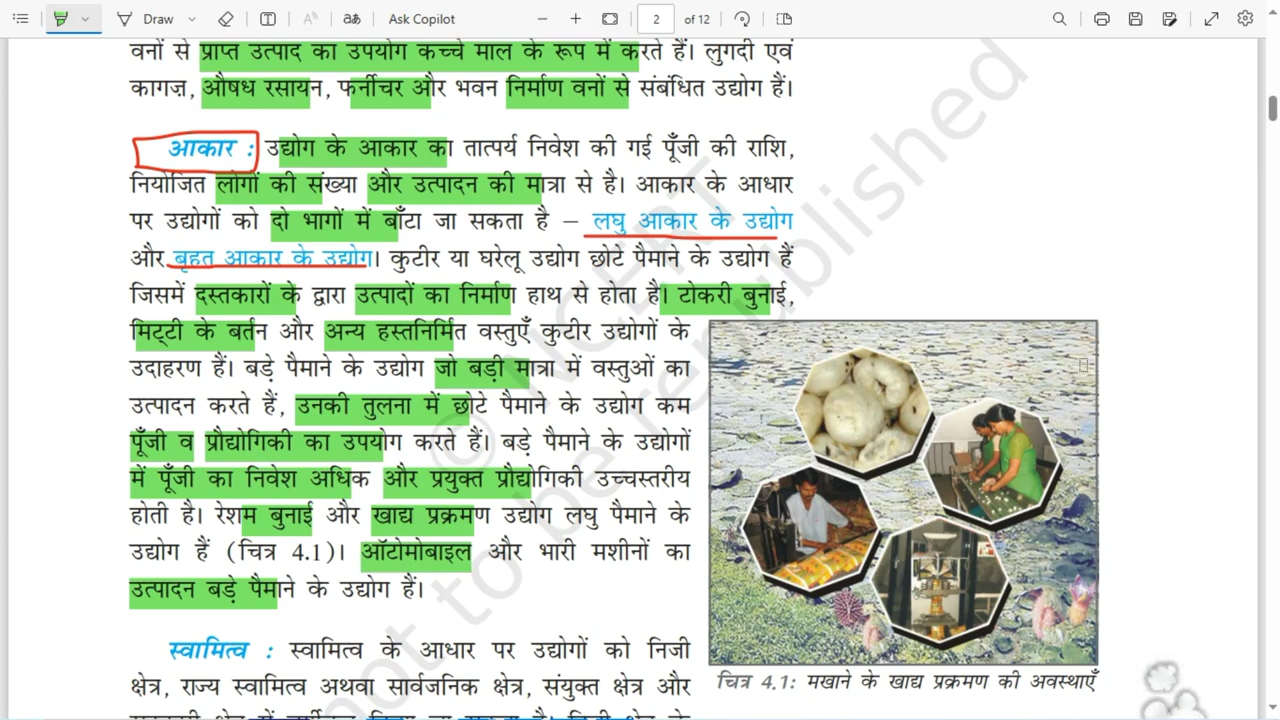 Draw
Ask Copilot
2 of 12
वनों से प्राप्त उत्पाद का उपयोग कच्चे माल के रूप में करते हैं। लुगदी एवं
कागज़, औषध रसायन, फर्नीचर और भवन निर्माण वनों से संबंधित उद्योग हैं।
आकार : उद्योग के आकार का तात्पर्य निवेश की गई पूँजी की राशि,
नियोजित लोगों की संख्या और उत्पादन की मात्रा से है। आकार के आधार
पर उद्योगों को दो भागों में बाँटा जा सकता है – लघु आकार के उद्योग
और बृहत आकार के उद्योग। कुटीर या घरेलू उद्योग छोटे पैमाने के उद्योग हैं
जिसमें दस्तकारों के द्वारा उत्पादों का निर्माण हाथ से होता है। टोकरी बुनाई,
मिट्टी के बर्तन और अन्य हस्तनिर्मित वस्तुएँ कुटीर उद्योगों के
उदाहरण हैं। बड़े पैमाने के उद्योग जो बड़ी मात्रा में वस्तुओं का
उत्पादन करते हैं, उनकी तुलना में छोटे पैमाने के उद्योग कम
पूँजी व प्रौद्योगिकी का उपयोग करते हैं। बड़े पैमाने के उद्योगों
में पूँजी का निवेश अधिक और प्रयुक्त प्रौद्योगिकी उच्चस्तरीय
होती है। रेशम बुनाई और खाद्य प्रक्रमण उद्योग लघु पैमाने के
उद्योग हैं (चित्र 4.1)। ऑटोमोबाइल और भारी मशीनों का
उत्पादन बड़े पैमाने के उद्योग हैं।
चित्र 4.1: मखाने के खाद्य प्रक्रमण की अवस्थाएँ
स्वामित्व : स्वामित्व के आधार पर उद्योगों को निजी
क्षेत्र, राज्य स्वामित्व अथवा सार्वजनिक क्षेत्र, संयुक्त क्षेत्र और
© NCERT
not to be republished